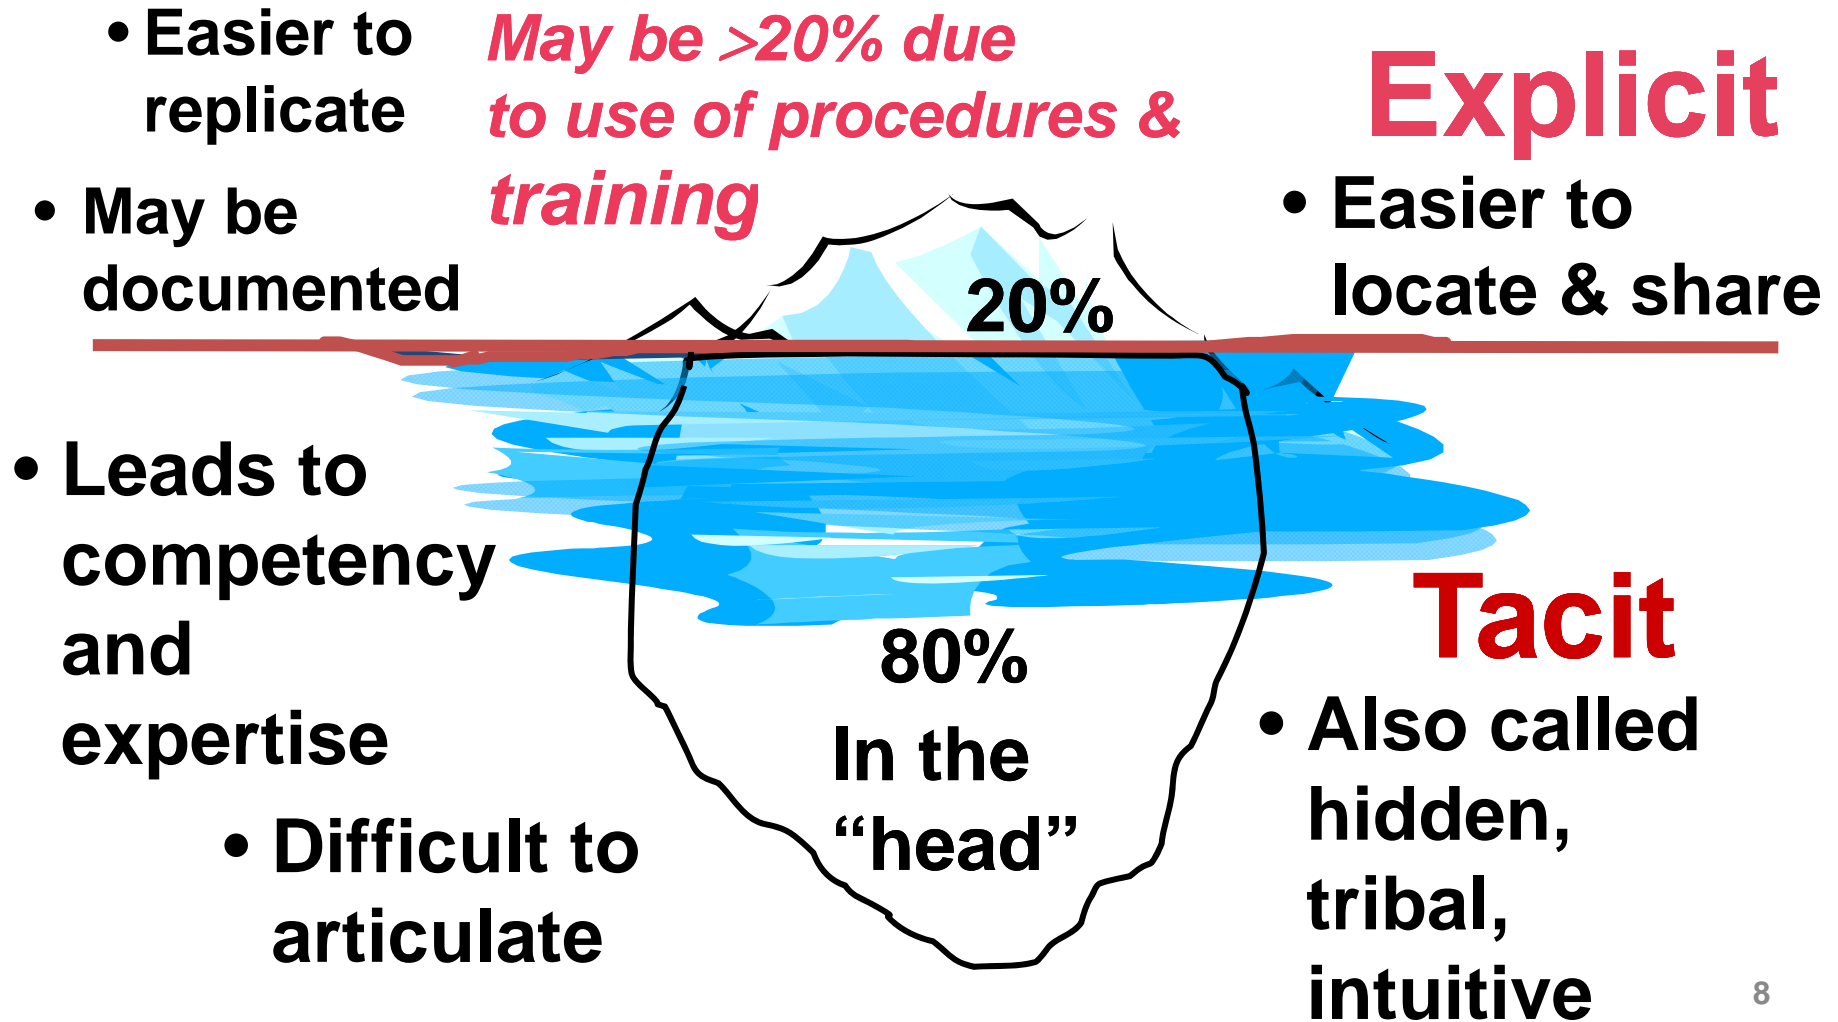 • Easier to
replicate
May be >20% due
to use of procedures &
training
Explicit
• May be
documented
• Easier to
locate & share
20%
• Leads to
competency
and
expertise
• Difficult to
articulate
80%
In the
“head”
Tacit
• Also called
hidden,
tribal,
intuitive
8